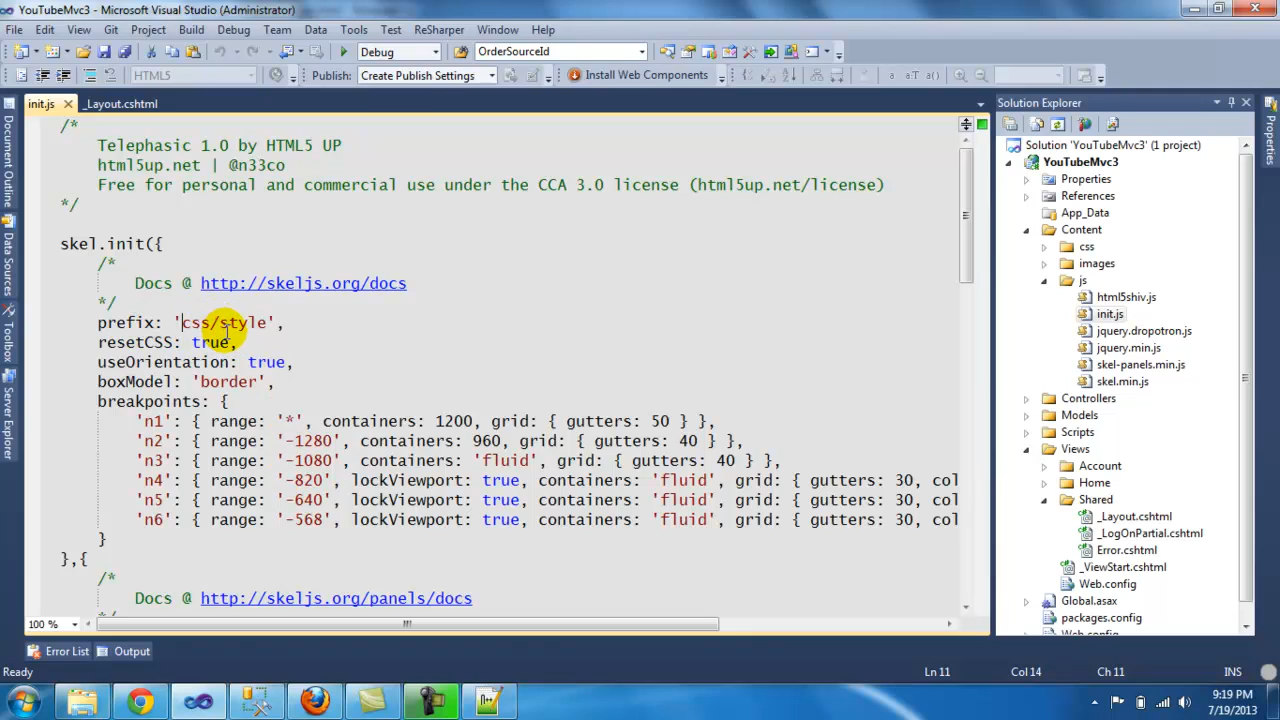 YouTubeMvc3 - Microsoft Visual Studio (Administrator)
File Edit View Git Project Build Debug Team Data Tools Test ReSharper Window Help
Debug OrderSourceId
HTML5 Publish: Create Publish Settings Install Web Components
init.js _Layout.cshtml
/*
Telephasic 1.0 by HTML5 UP
html5up.net | @n33co
Free for personal and commercial use under the CCA 3.0 license (html5up.net/license)
*/
skel.init({
/*
Docs @ http://skeljs.org/docs
*/
prefix: 'css/style',
resetCSS: true,
useOrientation: true,
boxModel: 'border',
breakpoints: {
'n1': { range: '*', containers: 1200, grid: { gutters: 50 } },
'n2': { range: '-1280', containers: 960, grid: { gutters: 40 } },
'n3': { range: '-1080', containers: 'fluid', grid: { gutters: 40 } },
'n4': { range: '-820', lockViewport: true, containers: 'fluid', grid: { gutters: 30, col
'n5': { range: '-640', lockViewport: true, containers: 'fluid', grid: { gutters: 30, col
'n6': { range: '-568', lockViewport: true, containers: 'fluid', grid: { gutters: 30, col
}
},{
/*
Docs @ http://skeljs.org/panels/docs
100 %
Document Outline
Data Sources
Toolbox
Server Explorer
Solution Explorer
Solution 'YouTubeMvc3' (1 project)
YouTubeMvc3
Properties
References
App_Data
Content
css
images
js
html5shiv.js
init.js
jquery.dropotron.js
jquery.min.js
skel-panels.min.js
skel.min.js
Controllers
Models
Scripts
Views
Account
Home
Shared
_Layout.cshtml
_LogOnPartial.cshtml
Error.cshtml
_ViewStart.cshtml
Web.config
Global.asax
packages.config
Web.config
Properties
Error List Output
Ready Ln 11 Col 14 Ch 11 INS
9:19 PM
7/19/2013